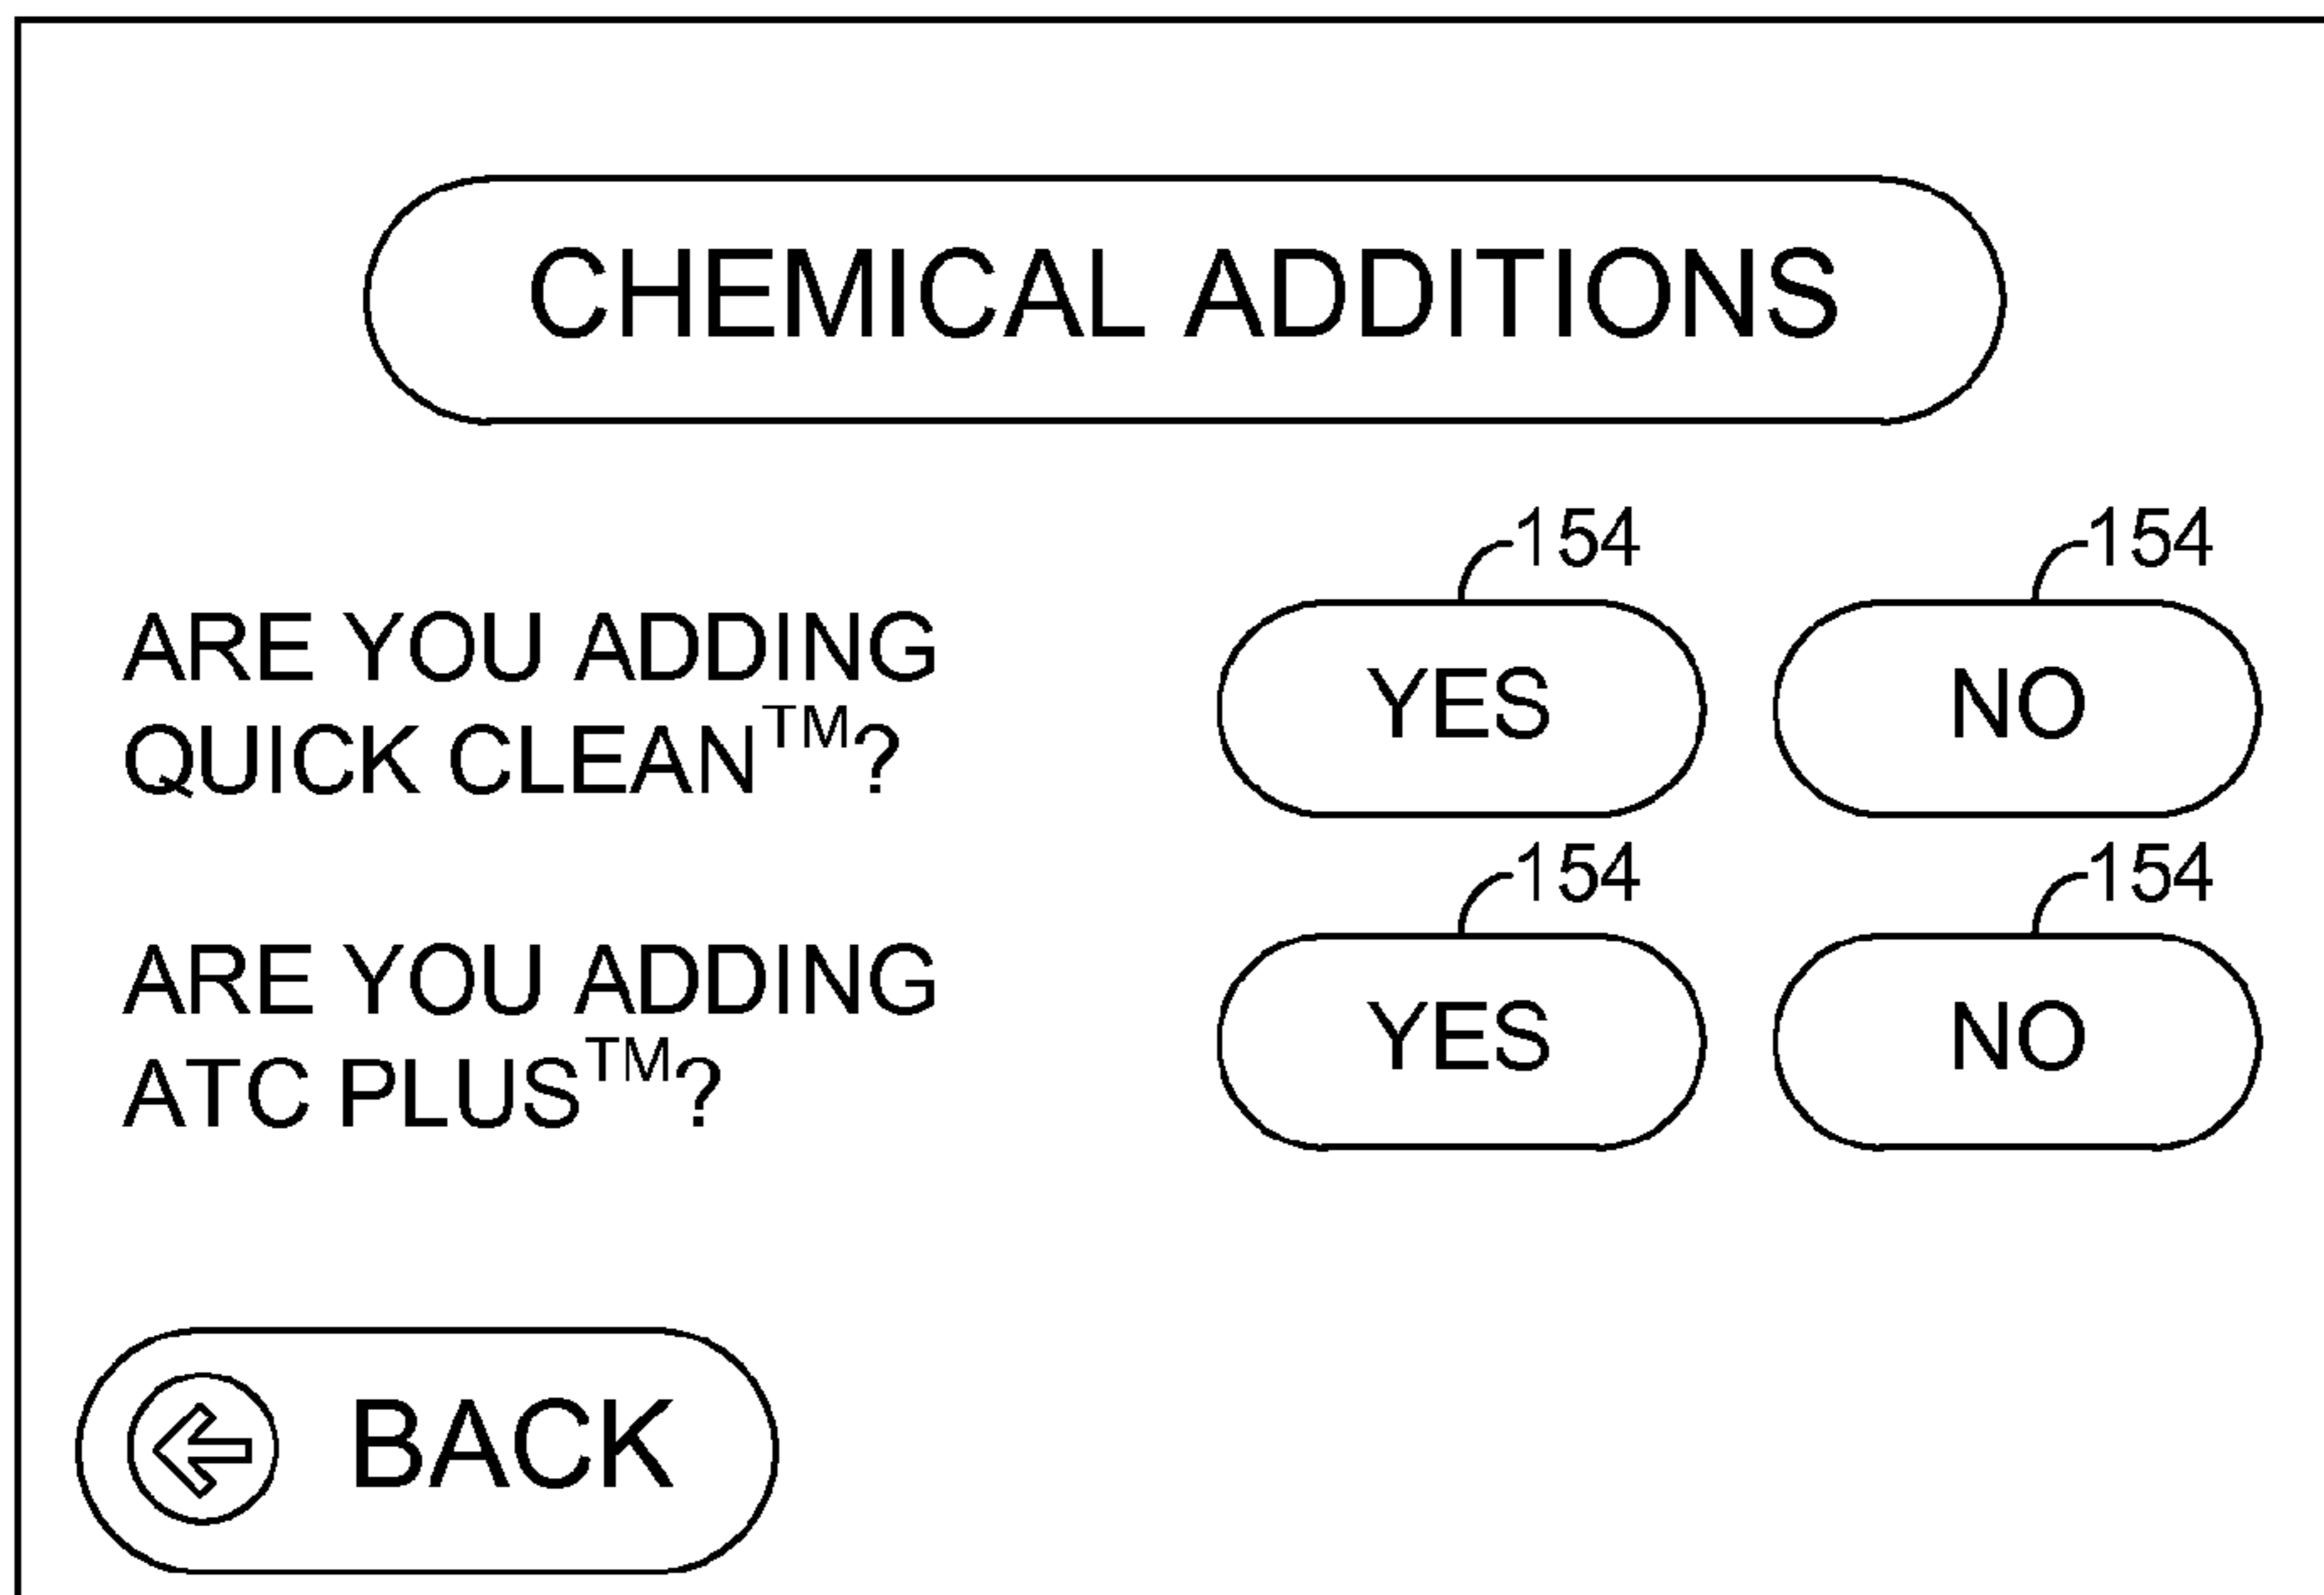 CHEMICAL ADDITIONS
154 154
ARE YOU ADDING
QUICK CLEAN™?
YES NO
154 154
ARE YOU ADDING
ATC PLUS™?
YES NO
BACK